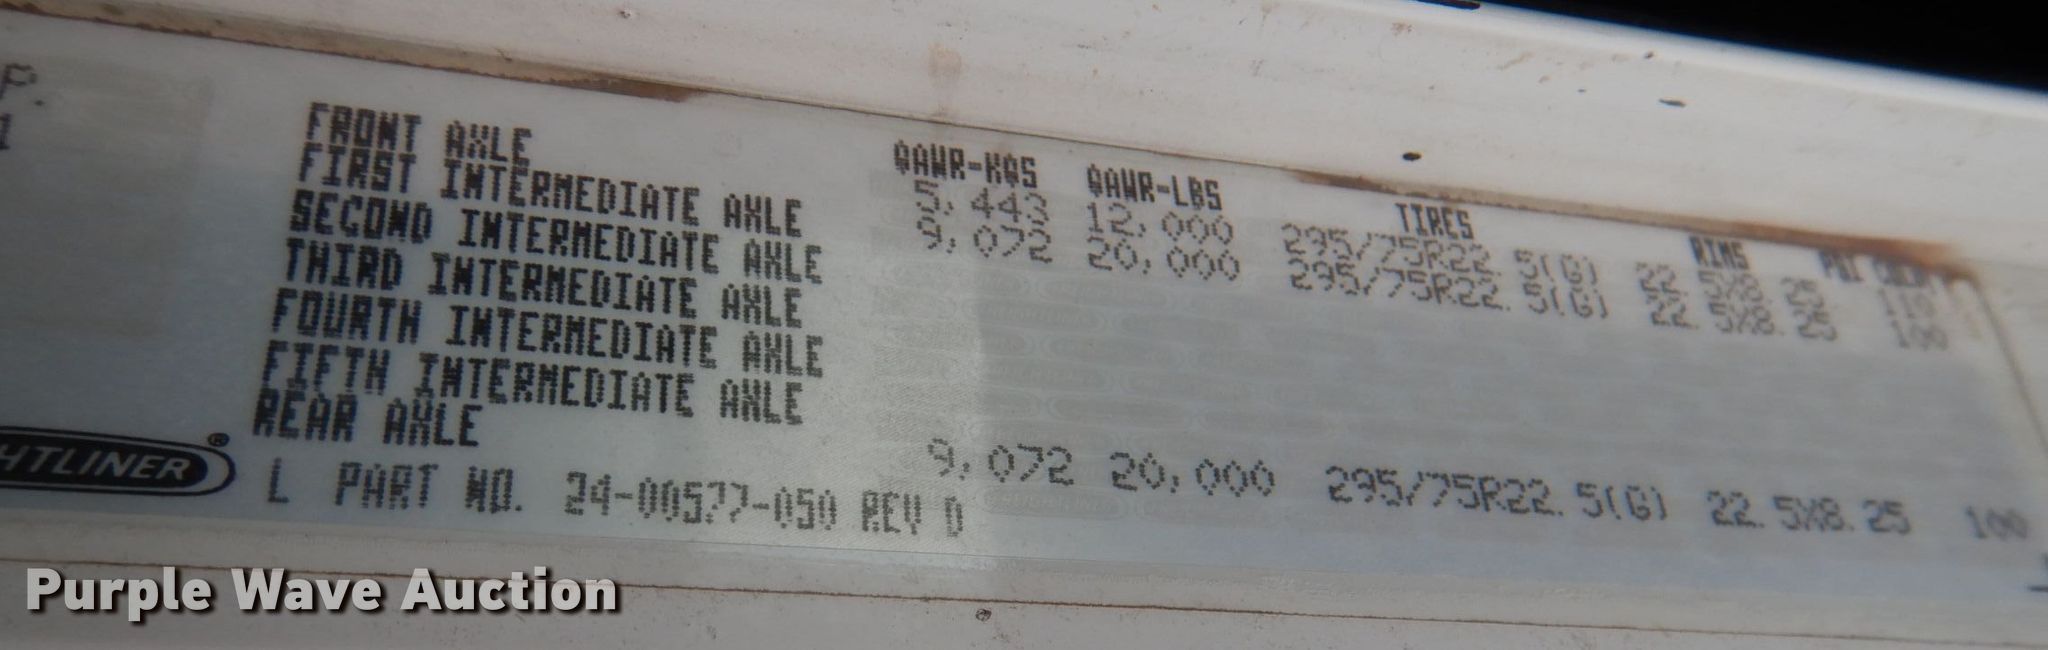 P.
1
GAWR-KGS GAWR-LBS TIRES RIMS PSI COLD
FRONT AXLE 5,443 12,000 295/75R22.5(G) 22.5X8.25 110
FIRST INTERMEDIATE AXLE 9,072 20,000 295/75R22.5(G) 22.5X8.25 100
SECOND INTERMEDIATE AXLE
THIRD INTERMEDIATE AXLE
FOURTH INTERMEDIATE AXLE
FIFTH INTERMEDIATE AXLE
REAR AXLE 9,072 20,000 295/75R22.5(G) 22.5X8.25 100
HTLINER®
L PART NO. 24-00577-050 REV D
Purple Wave Auction